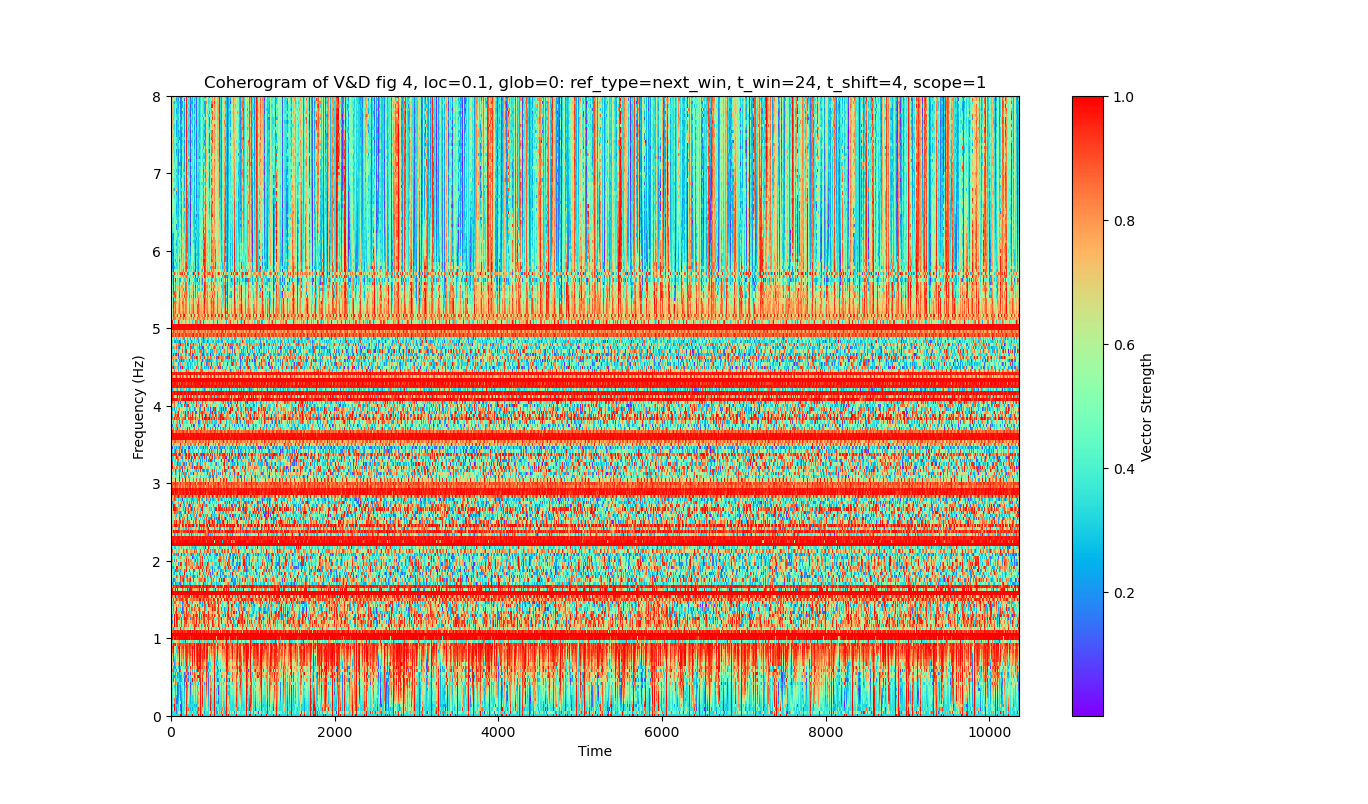 Coherogram of V&D fig 4, loc=0.1, glob=0: ref_type=next_win, t_win=24, t_shift=4, scope=1
8
7
6
5
4
3
2
1
0
Frequency (Hz)
0 2000 4000 6000 8000 10000
Time
1.0
0.8
0.6
0.4
0.2
Vector Strength